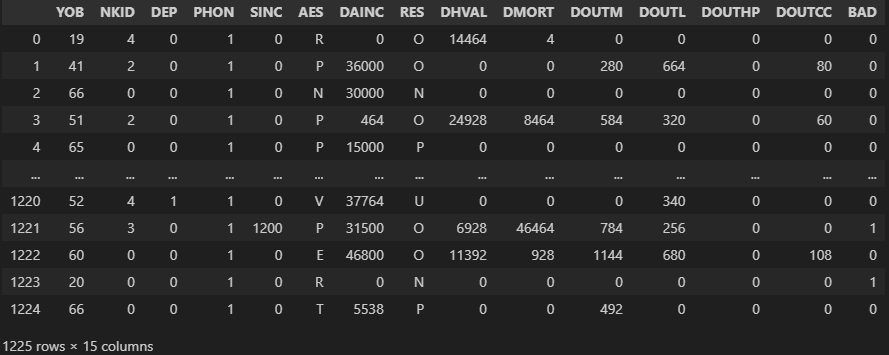 YOB NKID DEP PHON SINC AES DAINC RES DHVAL DMORT DOUTM DOUTL DOUTHP DOUTCC BAD
0 19 4 0 1 0 R 0 O 14464 4 0 0 0 0 0
1 41 2 0 1 0 P 36000 O 0 0 280 664 0 80 0
2 66 0 0 1 0 N 30000 N 0 0 0 0 0 0 0
3 51 2 0 1 0 P 464 O 24928 8464 584 320 0 60 0
4 65 0 0 1 0 P 15000 P 0 0 0 0 0 0 0
... ... ... ... ... ... ... ... ... ... ... ... ... ... ... ...
1220 52 4 1 1 0 V 37764 U 0 0 0 340 0 0 0
1221 56 3 0 1 1200 P 31500 O 6928 46464 784 256 0 0 1
1222 60 0 0 1 0 E 46800 O 11392 928 1144 680 0 108 0
1223 20 0 0 1 0 R 0 N 0 0 0 0 0 0 1
1224 66 0 0 1 0 T 5538 P 0 0 492 0 0 0 0
1225 rows × 15 columns